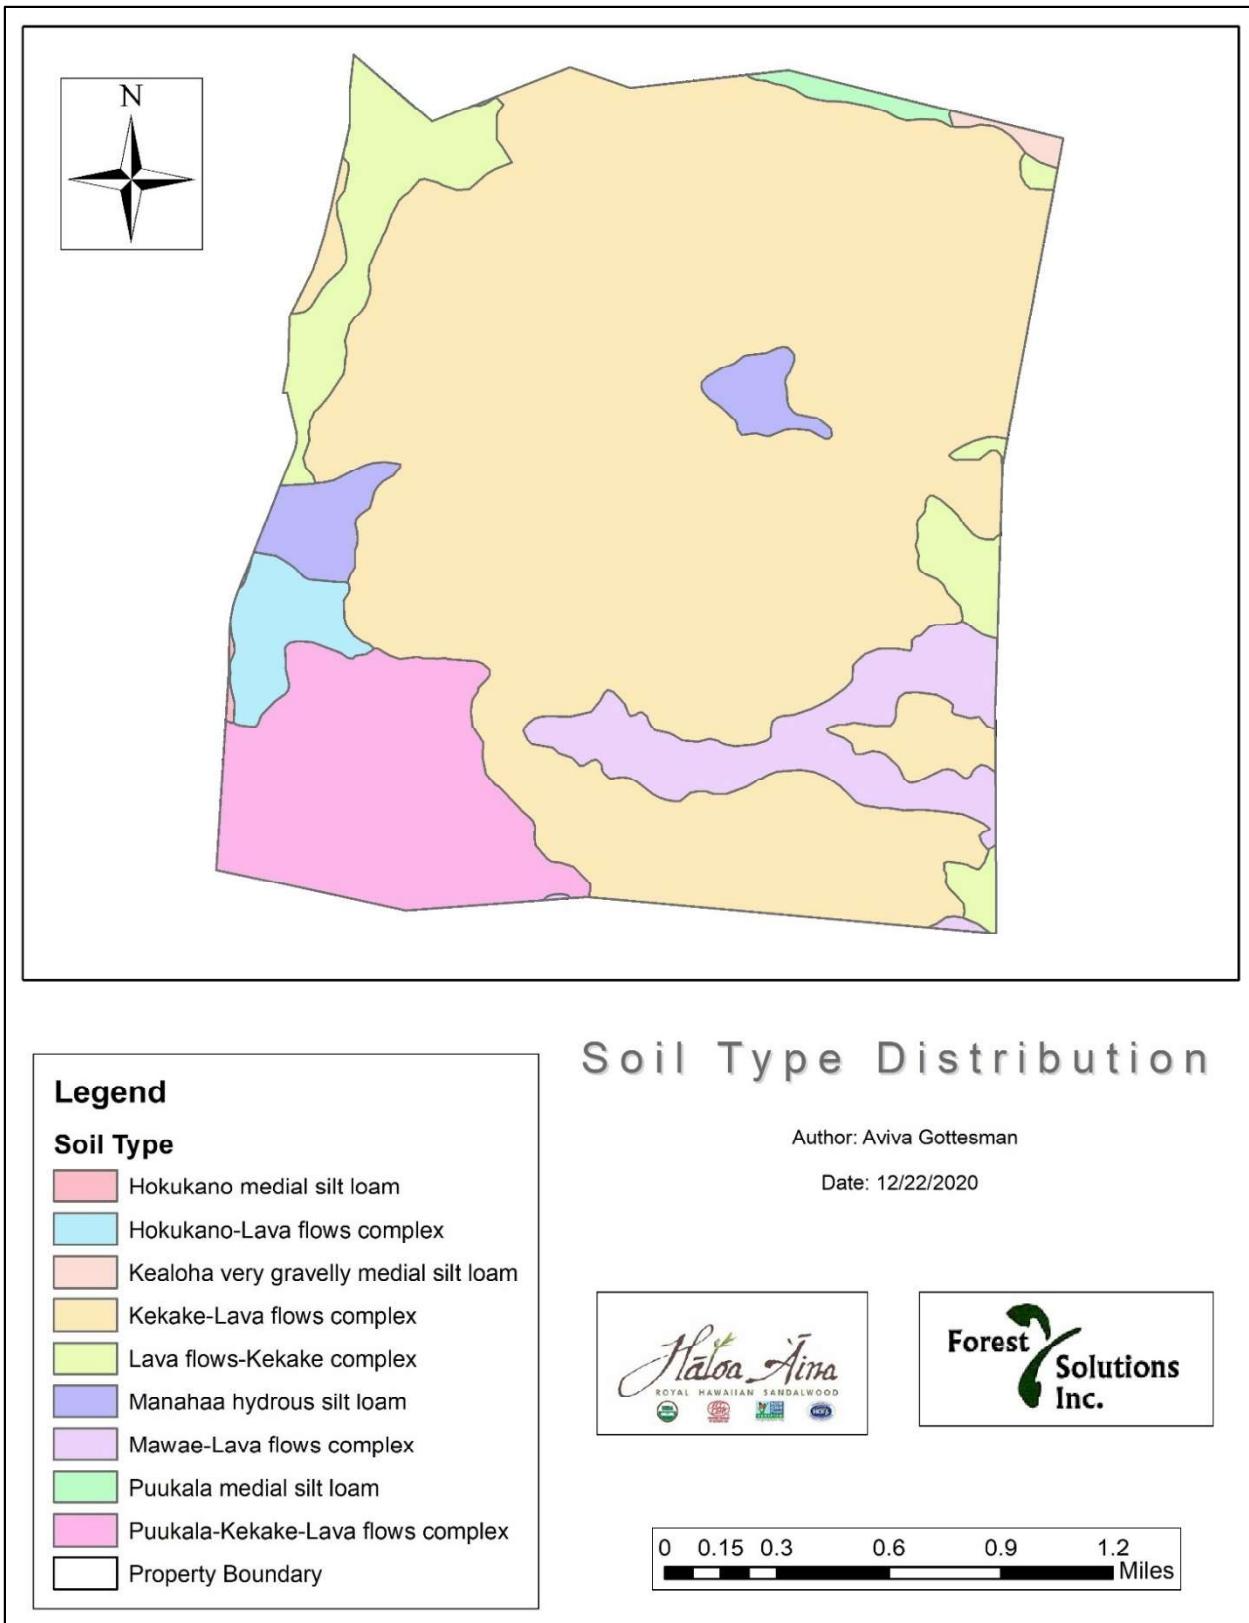 N
Soil Type Distribution
Author: Aviva Gottesman
Date: 12/22/2020
Legend
Soil Type
Hokukano medial silt loam
Hokukano-Lava flows complex
Kealoha very gravelly medial silt loam
Kekake-Lava flows complex
Lava flows-Kekake complex
Manahaa hydrous silt loam
Mawae-Lava flows complex
Puukala medial silt loam
Puukala-Kekake-Lava flows complex
Property Boundary
Hāloa ʻĀina
ROYAL HAWAIIAN SANDALWOOD
Forest
Solutions
Inc.
0 0.15 0.3 0.6 0.9 1.2
Miles